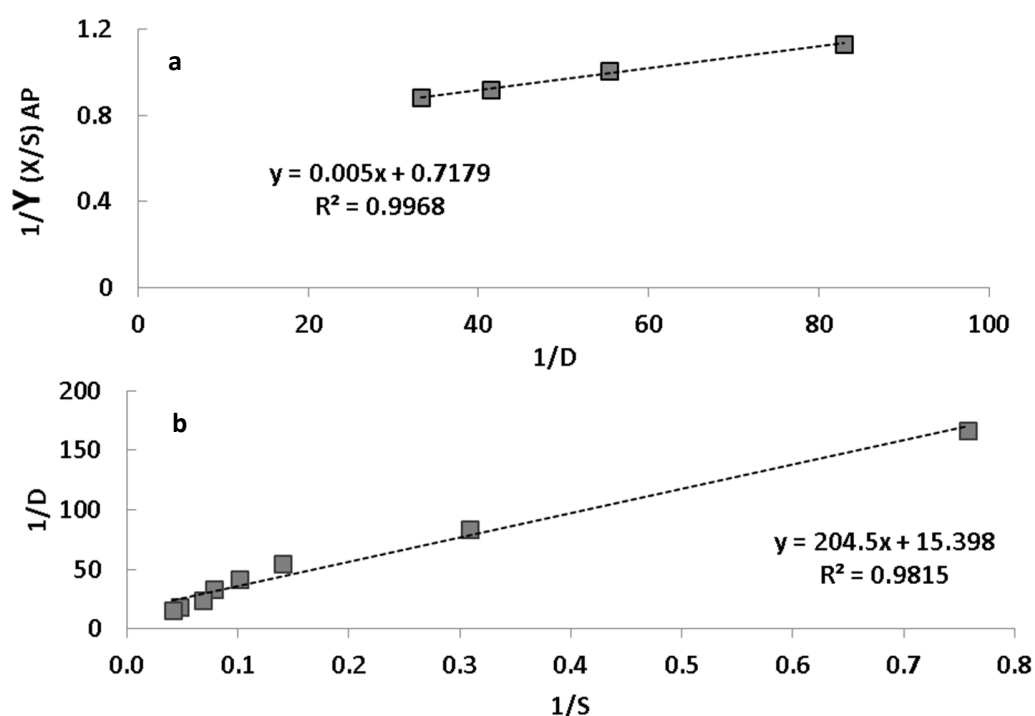 a
1/Y (X/S) AP
1.2
0.8
0.4
0
y = 0.005x + 0.7179
R² = 0.9968
0 20 40 60 80 100
1/D
b
1/D
200
150
100
50
0
y = 204.5x + 15.398
R² = 0.9815
0.0 0.1 0.2 0.3 0.4 0.5 0.6 0.7 0.8
1/S